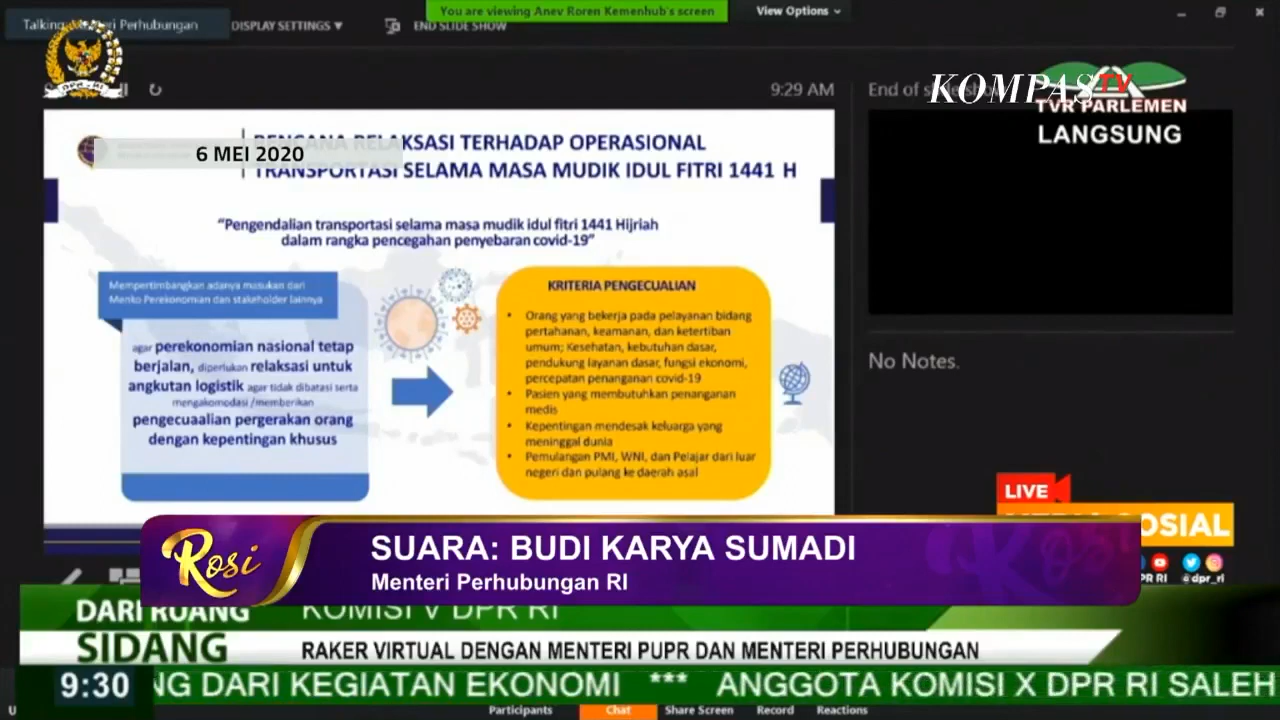 Talking: Menteri Perhubungan
DISPLAY SETTINGS ▼
END SLIDE SHOW
You are viewing Anev Roren Kemenhub's screen
View Options
9:29 AM
End of
KOMPAS TV
TVR PARLEMEN
LANGSUNG
6 MEI 2020
RENCANA RELAKSASI TERHADAP OPERASIONAL
TRANSPORTASI SELAMA MASA MUDIK IDUL FITRI 1441 H
"Pengendalian transportasi selama masa mudik idul fitri 1441 Hijriah
dalam rangka pencegahan penyebaran covid-19"
Mempertimbangkan adanya musukan dari
Menko Perekonomian dan stakeholder lainnya
agar perekonomian nasional tetap
berjalan, diperlukan relaksasi untuk
angkutan logistik agar tidak dibatasi serta
mengakomodasi /memberikan
pengecuaalian pergerakan orang
dengan kepentingan khusus
KRITERIA PENGECUALIAN
• Orang yang bekerja pada pelayanan bidang
pertahanan, keamanan, dan ketertiban
umum; Kesehatan, kebutuhan dasar,
pendukung layanan dasar, fungsi ekonomi,
percepatan penanganan covid-19
• Pasien yang membutuhkan penanganan
medis
• Kepentingan mendesak keluarga yang
meninggal dunia
• Pemulangan PMI, WNI, dan Pelajar dari luar
negeri dan pulang ke daerah asal
No Notes.
LIVE
OSIAL
PR RI
@dpr_ri
Rosi
SUARA: BUDI KARYA SUMADI
Menteri Perhubungan RI
DARI RUANG
SIDANG
KOMISI V DPR RI
RAKER VIRTUAL DENGAN MENTERI PUPR DAN MENTERI PERHUBUNGAN
9:30
NG DARI KEGIATAN EKONOMI *** ANGGOTA KOMISI X DPR RI SALEH
Participants
Chat
Share Screen
Record
Reactions